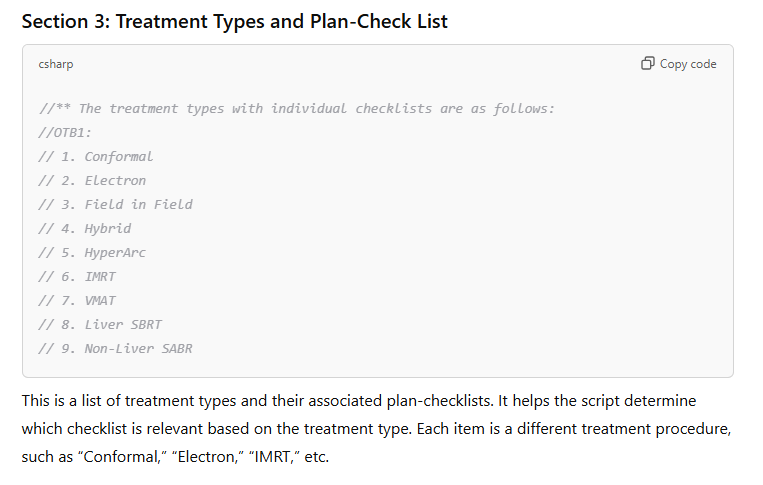 Section 3: Treatment Types and Plan-Check List
csharp
Copy code
//** The treatment types with individual checklists are as follows:
//OTB1:
// 1. Conformal
// 2. Electron
// 3. Field in Field
// 4. Hybrid
// 5. HyperArc
// 6. IMRT
// 7. VMAT
// 8. Liver SBRT
// 9. Non-Liver SABR
This is a list of treatment types and their associated plan-checklists. It helps the script determine
which checklist is relevant based on the treatment type. Each item is a different treatment procedure,
such as “Conformal,” “Electron,” “IMRT,” etc.